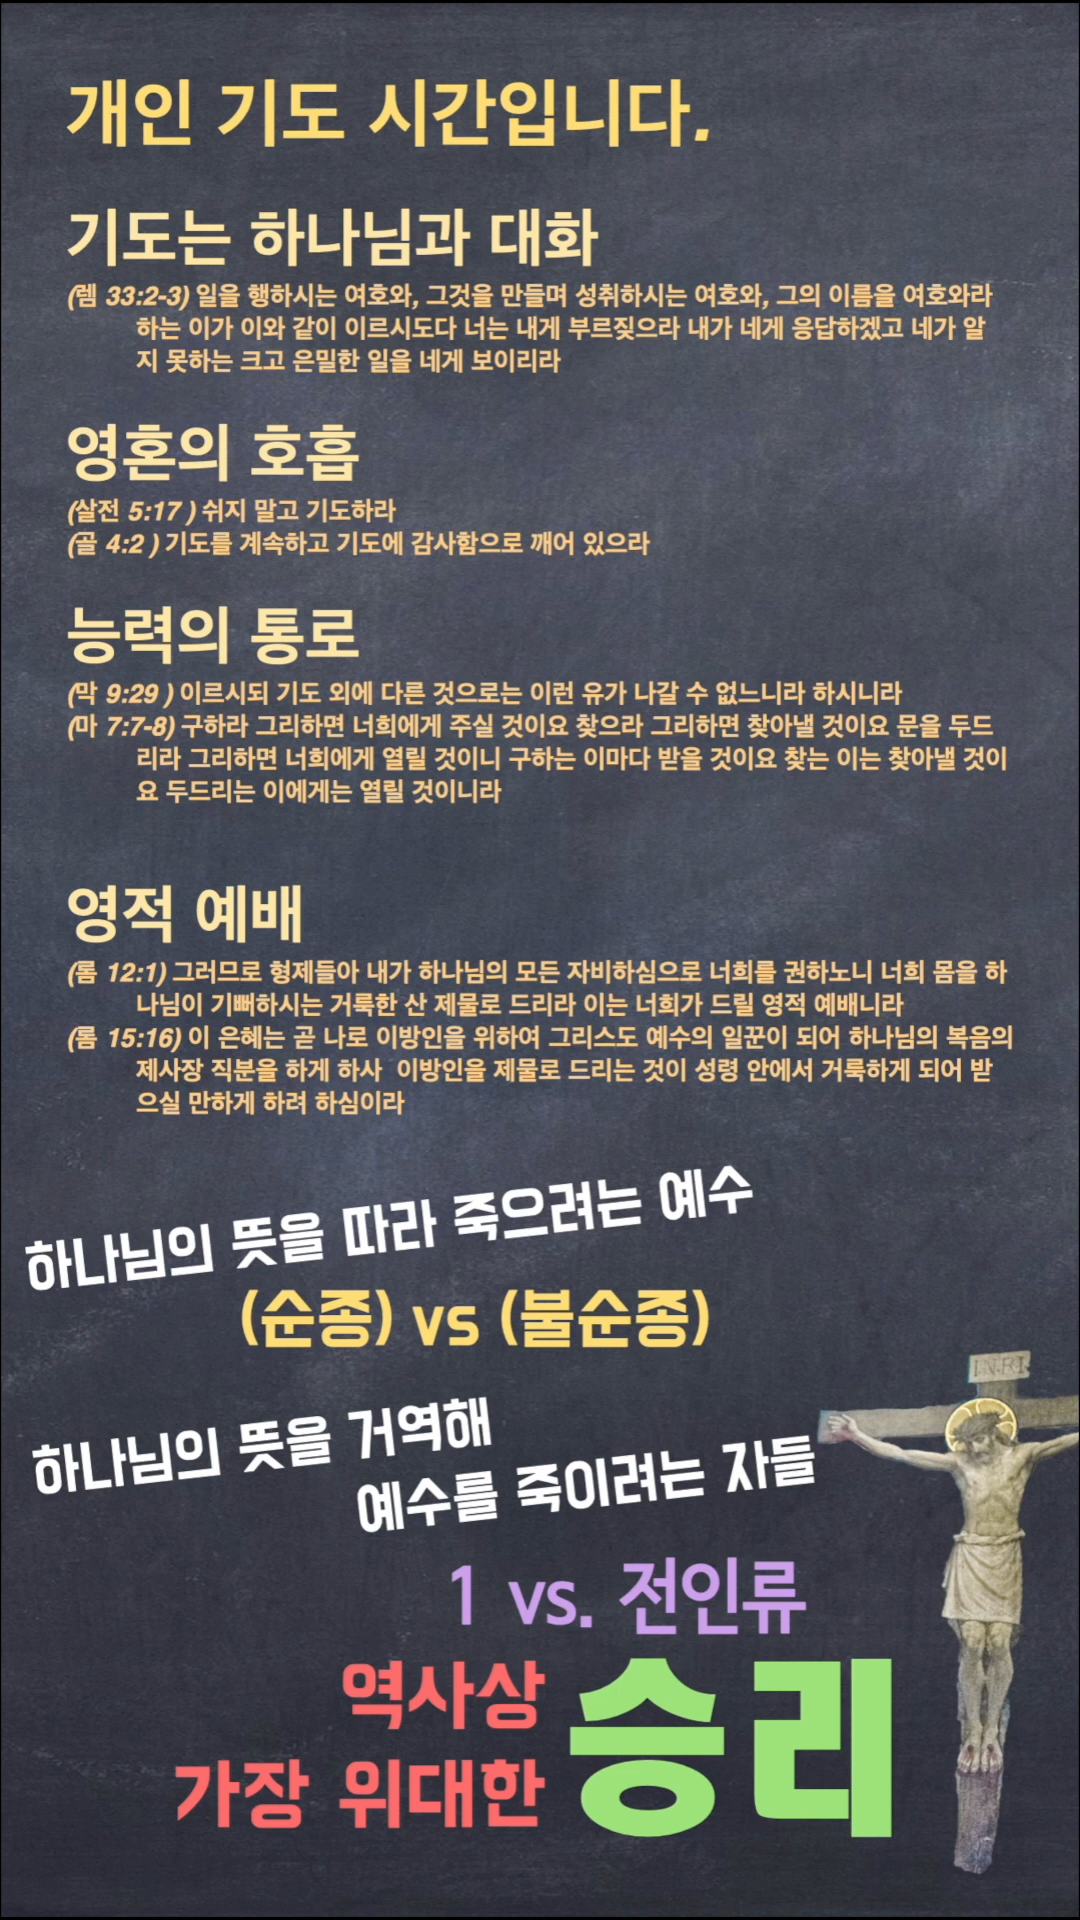 개인 기도 시간입니다.
기도는 하나님과 대화
(렘 33:2-3) 일을 행하시는 여호와, 그것을 만들며 성취하시는 여호와, 그의 이름을 여호와라
하는 이가 이와 같이 이르시도다 너는 내게 부르짖으라 내가 네게 응답하겠고 네가 알
지 못하는 크고 은밀한 일을 네게 보이리라
영혼의 호흡
(살전 5:17 ) 쉬지 말고 기도하라
(골 4:2 ) 기도를 계속하고 기도에 감사함으로 깨어 있으라
능력의 통로
(막 9:29 ) 이르시되 기도 외에 다른 것으로는 이런 유가 나갈 수 없느니라 하시니라
(마 7:7-8) 구하라 그리하면 너희에게 주실 것이요 찾으라 그리하면 찾아낼 것이요 문을 두드
리라 그리하면 너희에게 열릴 것이니 구하는 이마다 받을 것이요 찾는 이는 찾아낼 것이
요 두드리는 이에게는 열릴 것이니라
영적 예배
(롬 12:1) 그러므로 형제들아 내가 하나님의 모든 자비하심으로 너희를 권하노니 너희 몸을 하
나님이 기뻐하시는 거룩한 산 제물로 드리라 이는 너희가 드릴 영적 예배니라
(롬 15:16) 이 은혜는 곧 나로 이방인을 위하여 그리스도 예수의 일꾼이 되어 하나님의 복음의
제사장 직분을 하게 하사 이방인을 제물로 드리는 것이 성령 안에서 거룩하게 되어 받
으실 만하게 하려 하심이라
하나님의 뜻을 따라 죽으려는 예수
(순종) vs (불순종)
INRI
하나님의 뜻을 거역해
예수를 죽이려는 자들
1 vs. 전인류
역사상
가장 위대한 승리